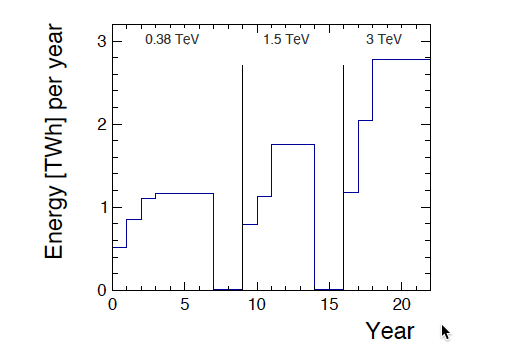 Energy [TWh] per year
0.38 TeV 1.5 TeV 3 TeV
3
2
1
0
0 5 10 15 20
Year